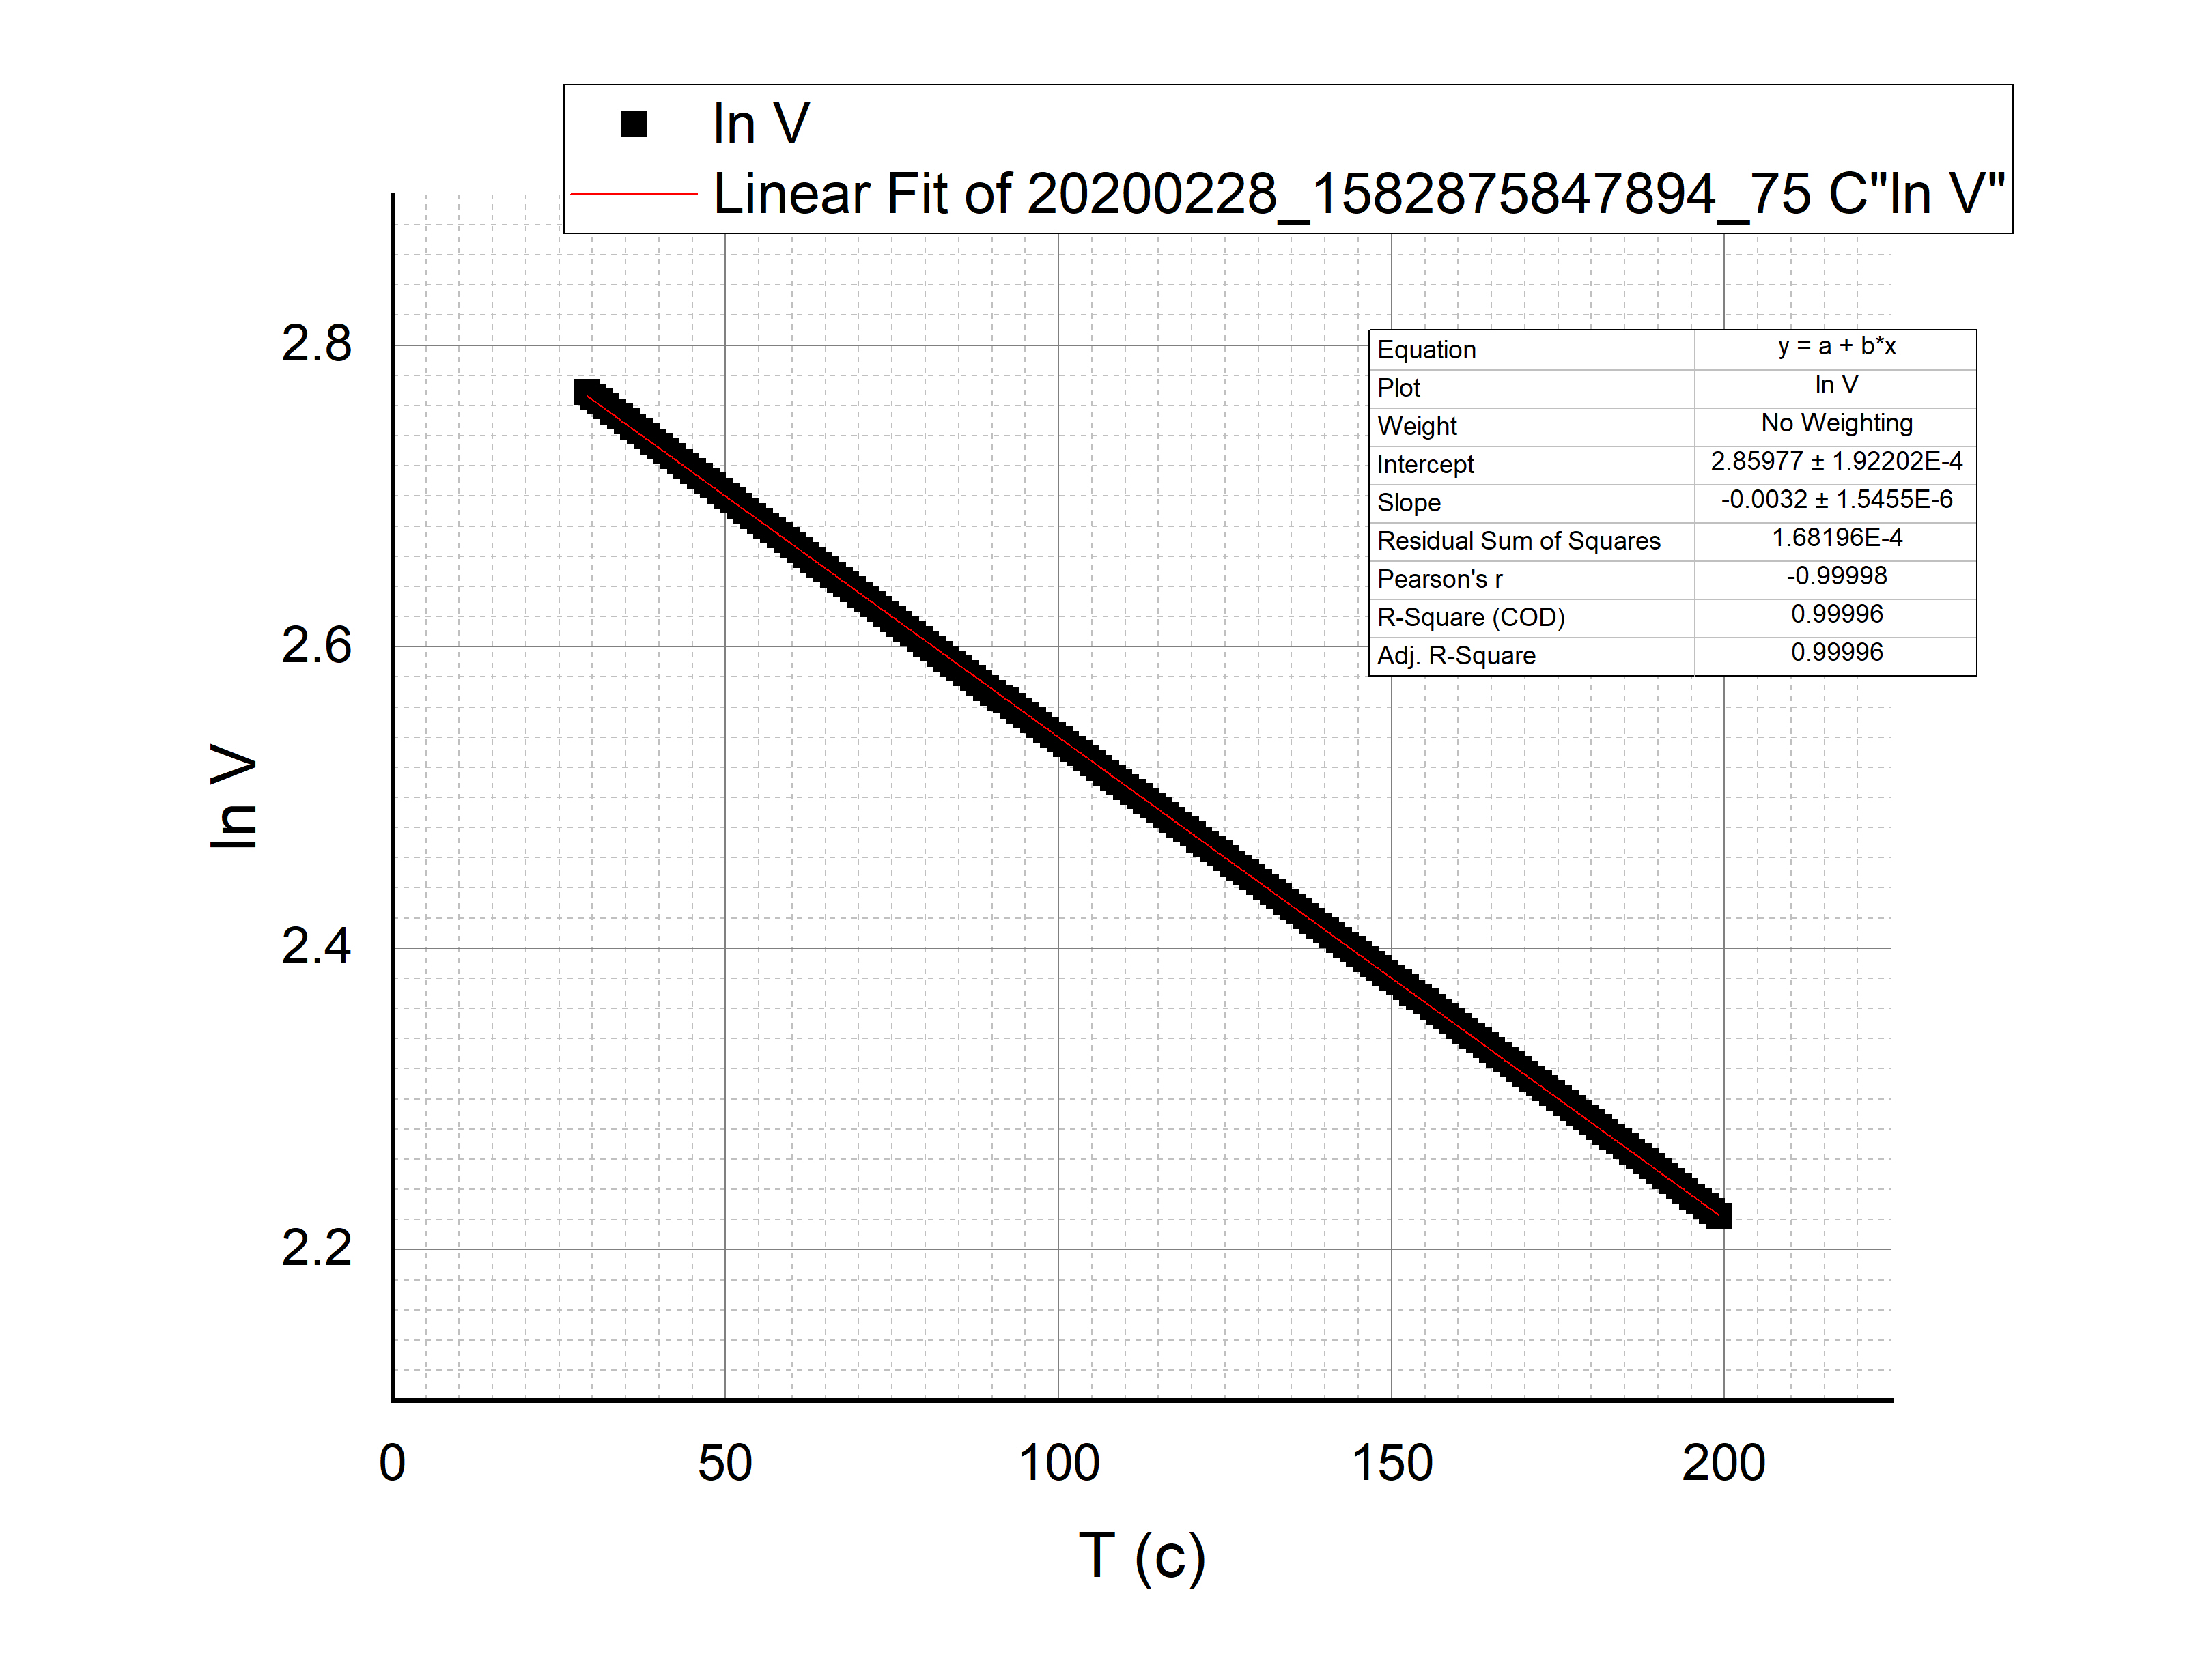 ln V
Linear Fit of 20200228_1582875847894_75 C"ln V"
2.8
2.6
2.4
2.2
ln V
Equation y = a + b*x
Plot ln V
Weight No Weighting
Intercept 2.85977 ± 1.92202E-4
Slope -0.0032 ± 1.5455E-6
Residual Sum of Squares 1.68196E-4
Pearson's r -0.99998
R-Square (COD) 0.99996
Adj. R-Square 0.99996
0 50 100 150 200
T (c)